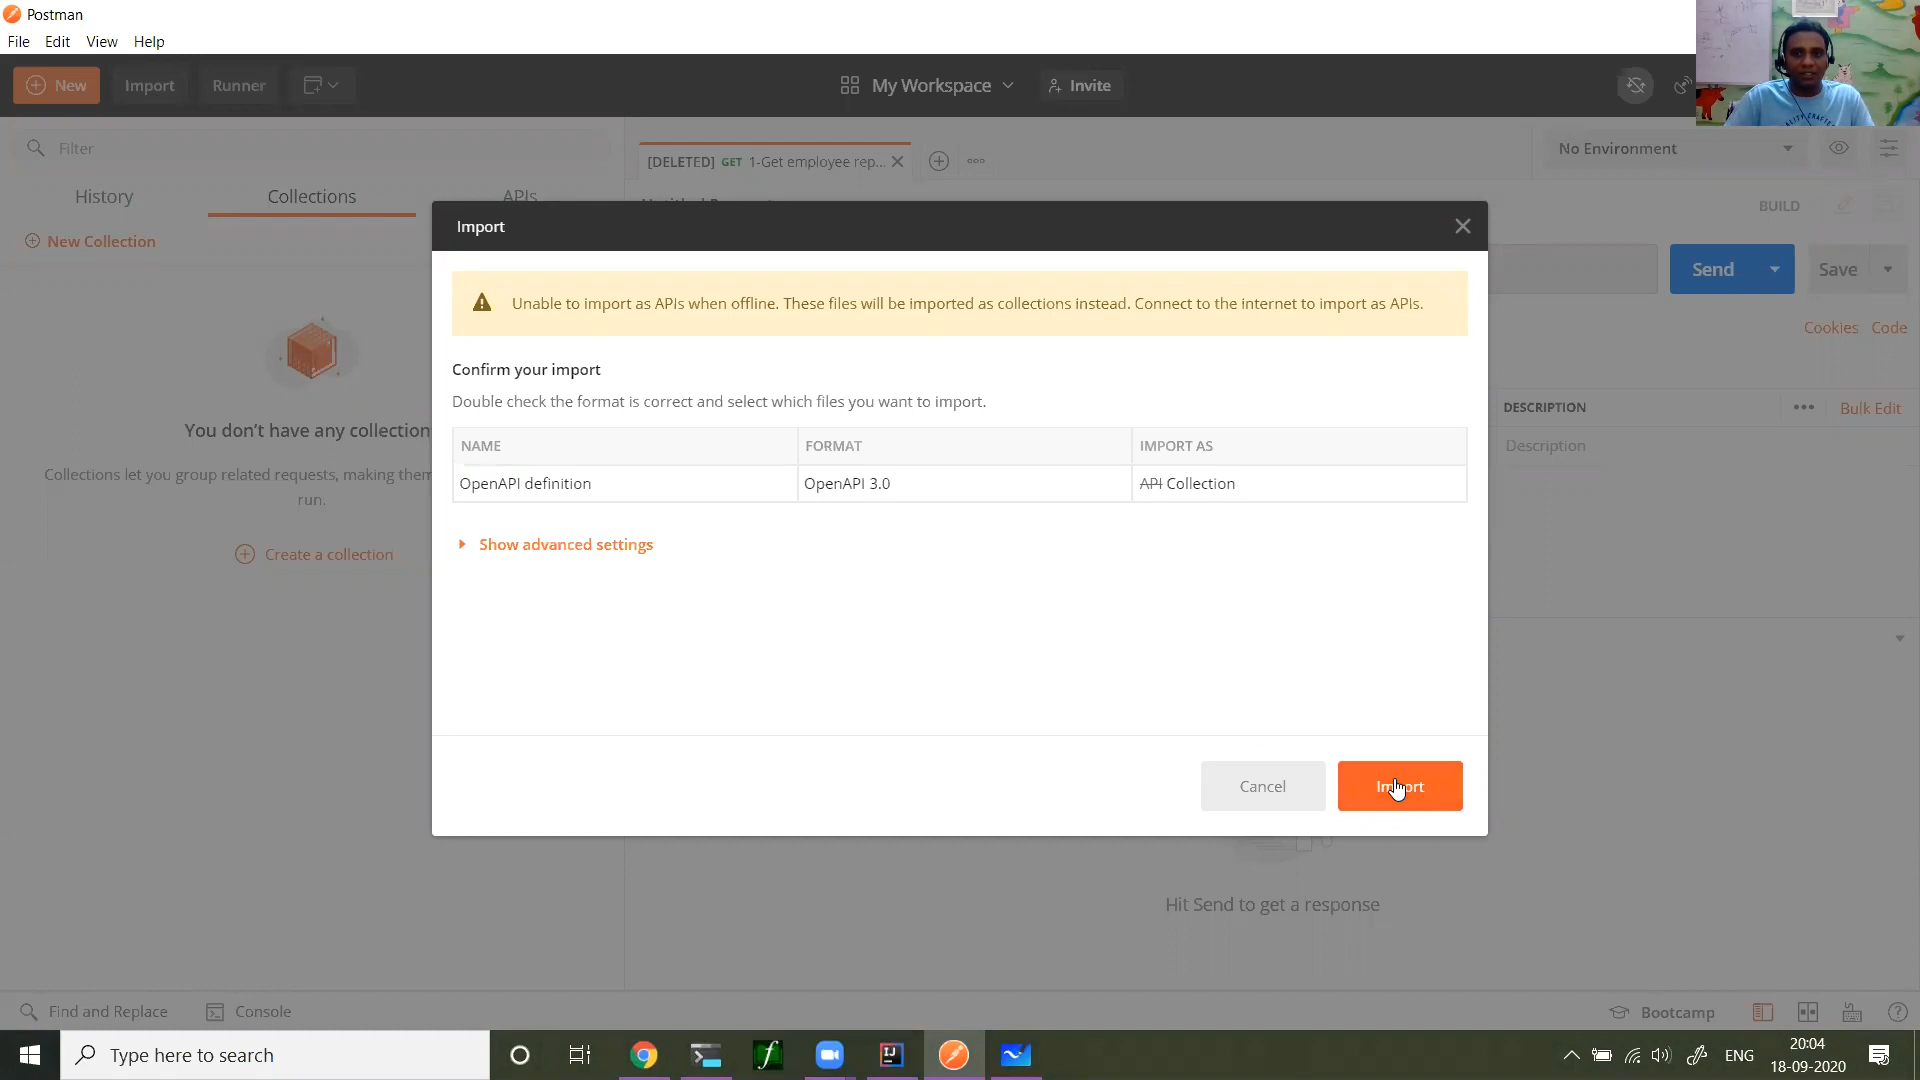 Postman
File Edit View Help
New Import Runner My Workspace Invite
Filter
[DELETED] GET 1-Get employee rep...
No Environment
History Collections APIs
BUILD
New Collection
Send Save
Cookies Code
DESCRIPTION
Bulk Edit
Description
You don't have any collection
Collections let you group related requests, making them
run.
Create a collection
Import
Unable to import as APIs when offline. These files will be imported as collections instead. Connect to the internet to import as APIs.
Confirm your import
Double check the format is correct and select which files you want to import.
NAME FORMAT IMPORT AS
OpenAPI definition OpenAPI 3.0 API Collection
Show advanced settings
Cancel Import
Hit Send to get a response
Find and Replace Console Bootcamp
Type here to search
ENG
20:04
18-09-2020